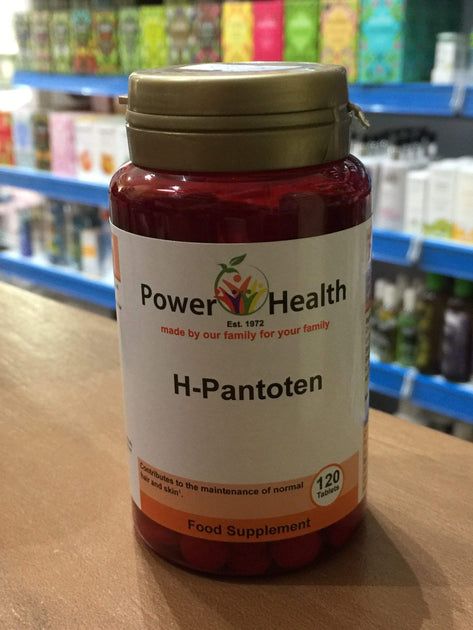 Power Health
Est. 1972
made by our family for your family
H-Pantoten
Contributes to the maintenance of normal
hair and skin¹.
120
Tablets
Food Supplement